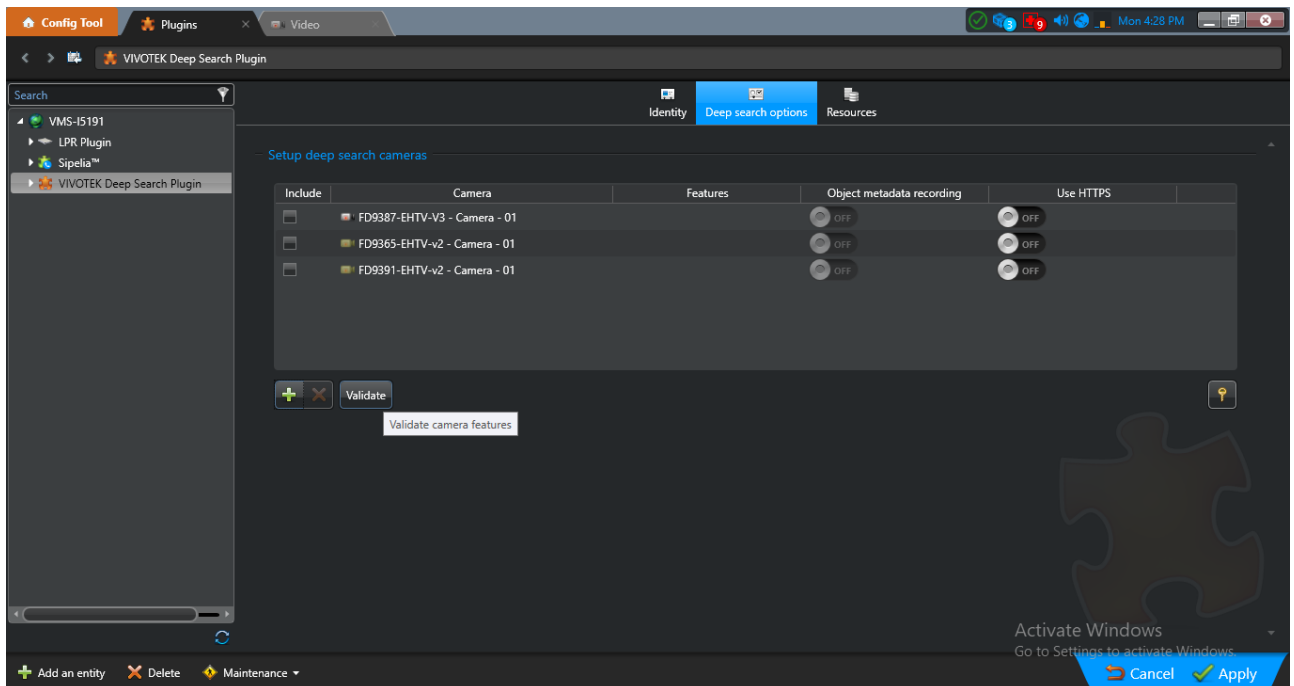 Config Tool
Plugins
Video
3
9
Mon 4:28 PM
VIVOTEK Deep Search Plugin
Search
VMS-I5191
LPR Plugin
Sipelia™
VIVOTEK Deep Search Plugin
Identity
Deep search options
Resources
Setup deep search cameras
Include Camera Features Object metadata recording Use HTTPS
FD9387-EHTV-V3 - Camera - 01 OFF OFF
FD9365-EHTV-v2 - Camera - 01 OFF OFF
FD9391-EHTV-v2 - Camera - 01 OFF OFF
Validate
Validate camera features
Activate Windows
Go to Settings to activate Windows.
Add an entity Delete Maintenance
Cancel Apply